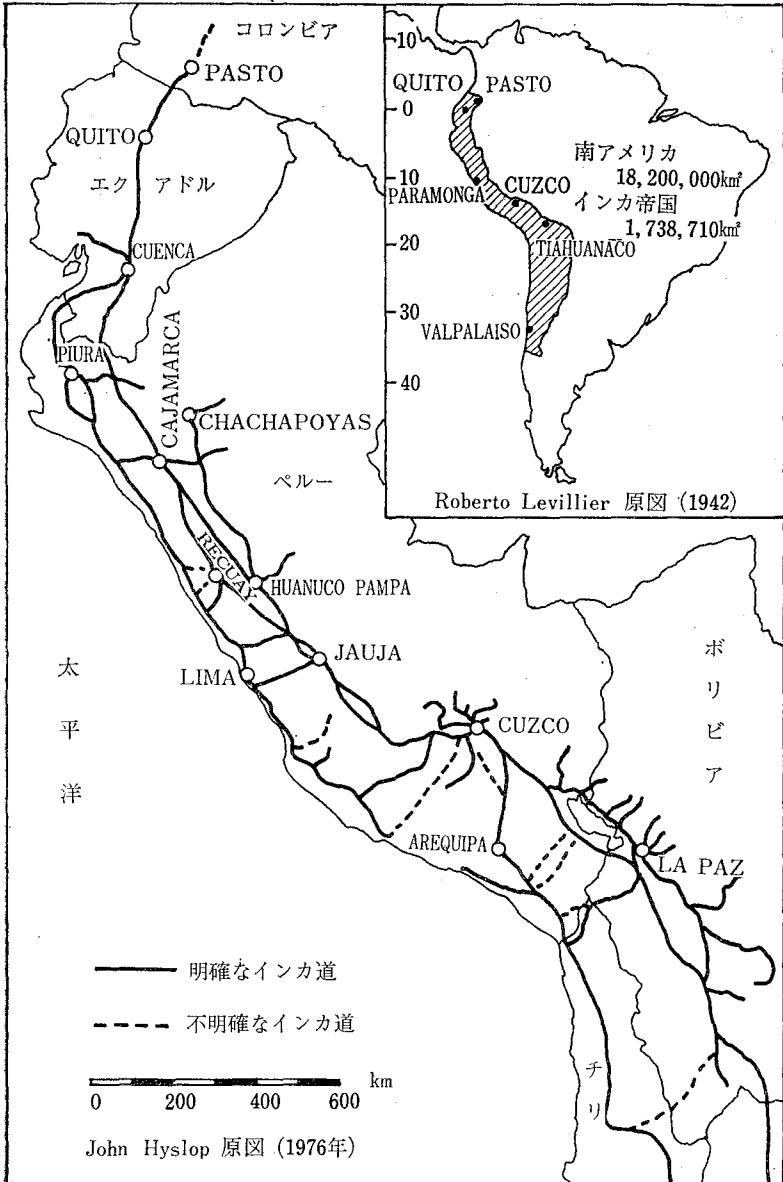 コロンビア
PASTO
QUITO
エクアドル
CUENCA
PIURA
CAJAMARCA
CHACHAPOYAS
ペルー
RECUAY
HUANUCO PAMPA
JAUJA
LIMA
CUZCO
AREQUIPA
LA PAZ
太平洋
ボリビア
チリ
明確なインカ道
不明確なインカ道
km
0 200 400 600
John Hyslop 原図 (1976年)
10
0
10
20
30
40
QUITO
PASTO
PARAMONGA
CUZCO
TIAHUANACO
VALPALAISO
南アメリカ
18,200,000km²
インカ帝国
1,738,710km²
Roberto Levillier 原図 (1942)